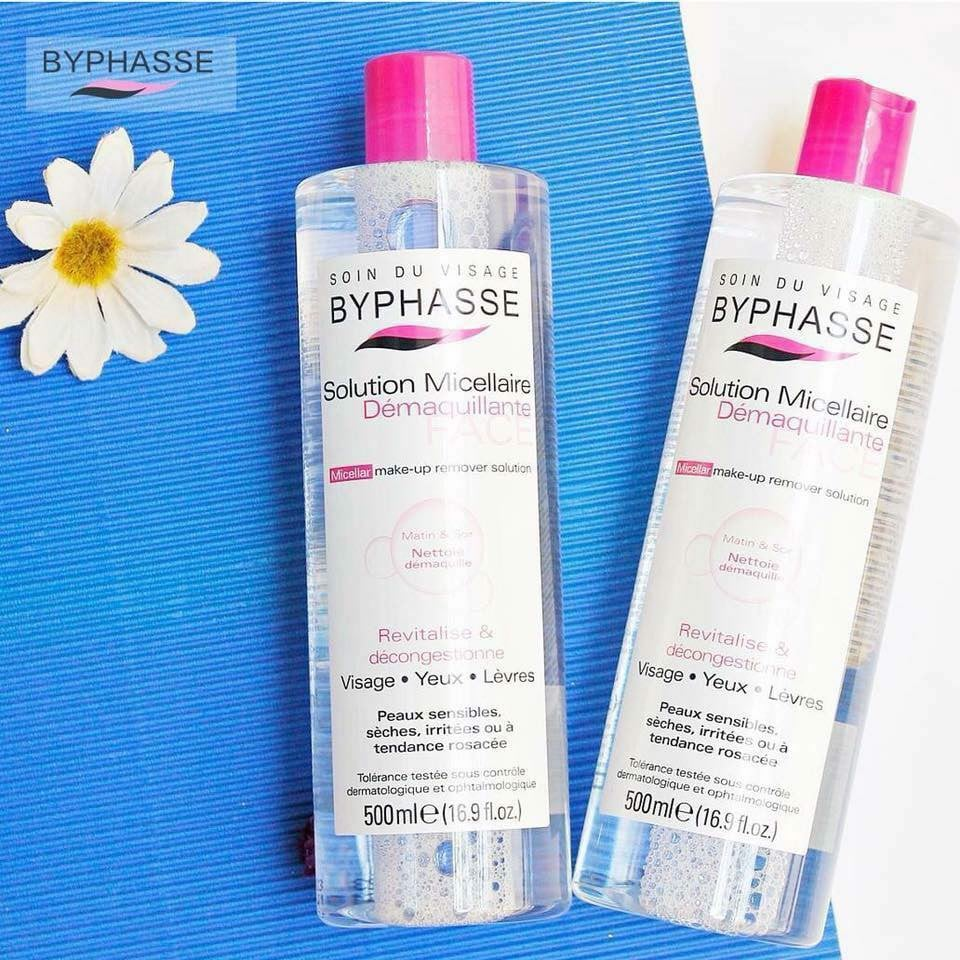 BYPHASSE
SOIN DU VISAGE
BYPHASSE
Solution Micellaire
Démaquillante
FACE
Micellar make-up remover solution
Matin & Soir
Nettoie
démaquille
Revitalise &
décongestionne
Visage • Yeux • Lèvres
Peaux sensibles,
sèches, irritées ou à
tendance rosacée
Tolérance testée sous contrôle
dermatologique et ophtalmologique
500ml℮(16.9 fl.oz.)
SOIN DU VISAGE
BYPHASSE
Solution Micellaire
Démaquillante
FACE
Micellar make-up remover solution
Matin & Soir
Nettoie
démaquille
Revitalise &
décongestionne
Visage • Yeux • Lèvres
Peaux sensibles,
sèches, irritées ou à
tendance rosacée
Tolérance testée sous contrôle
dermatologique et ophtalmologique
500ml℮(16.9 fl.oz.)